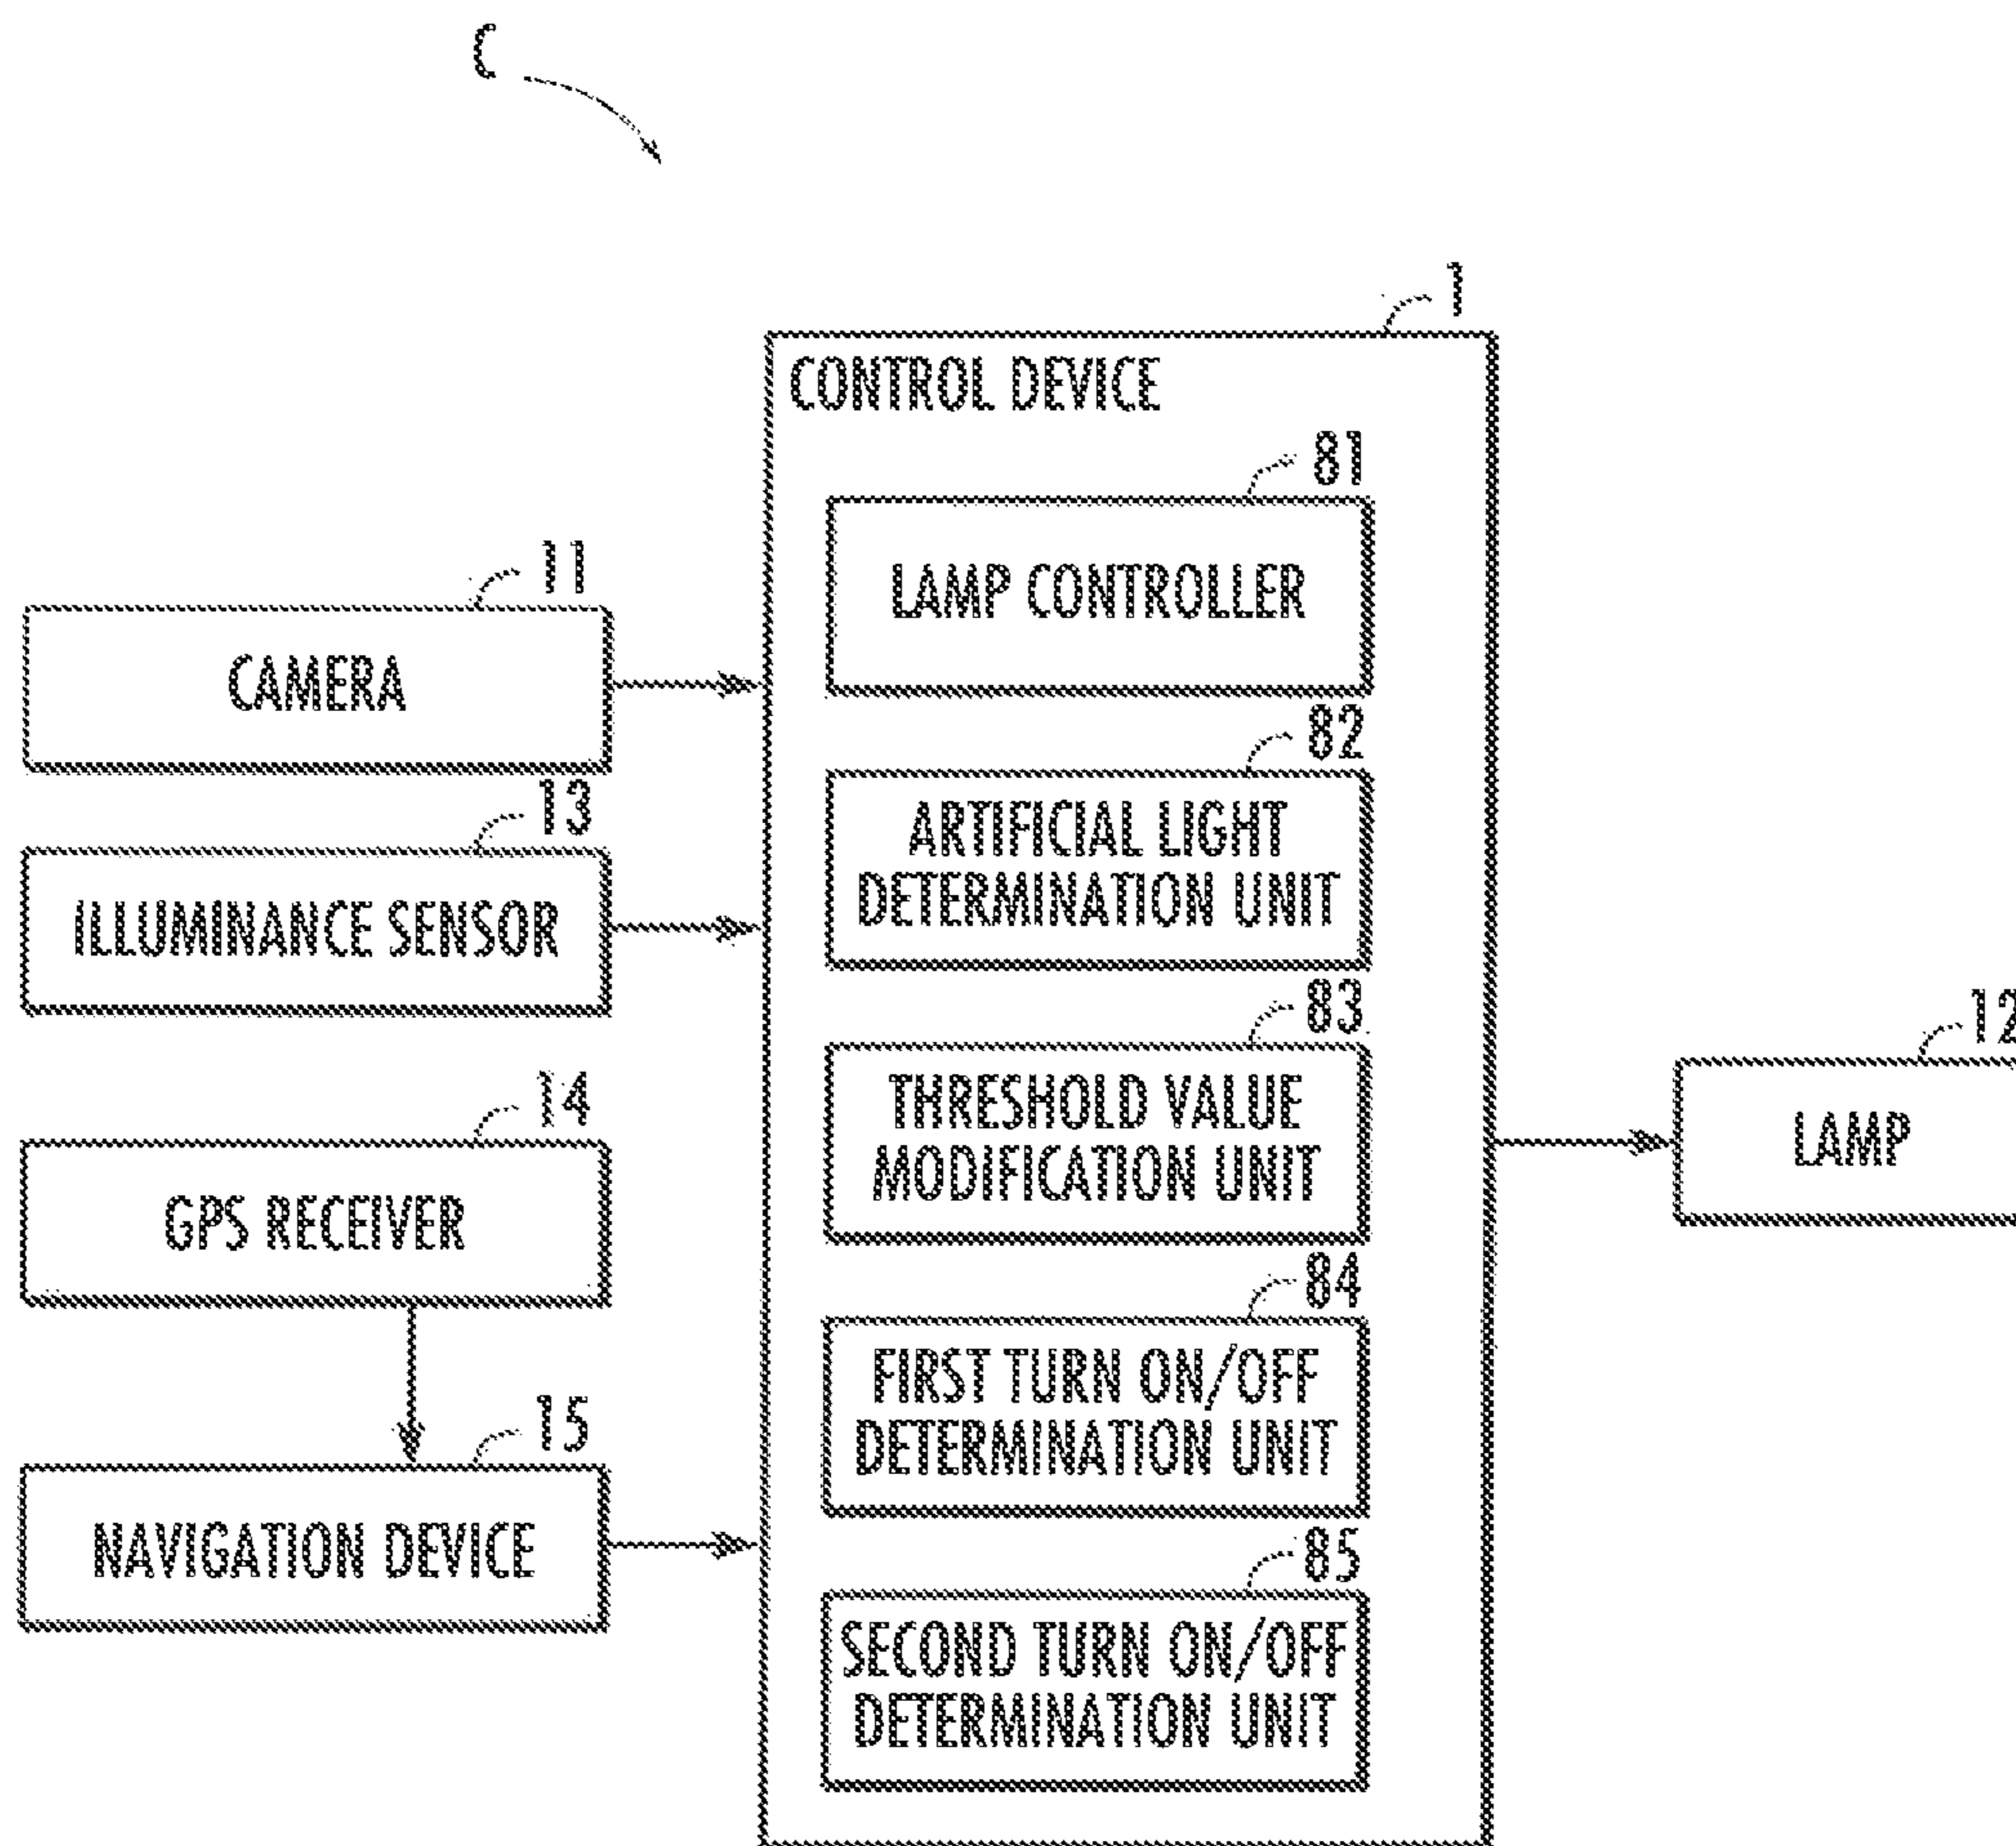 C
1
CONTROL DEVICE
81
LAMP CONTROLLER
11
CAMERA
82
ARTIFICIAL LIGHT
DETERMINATION UNIT
13
ILLUMINANCE SENSOR
83
THRESHOLD VALUE
MODIFICATION UNIT
12
LAMP
14
GPS RECEIVER
84
FIRST TURN ON/OFF
DETERMINATION UNIT
15
NAVIGATION DEVICE
85
SECOND TURN ON/OFF
DETERMINATION UNIT